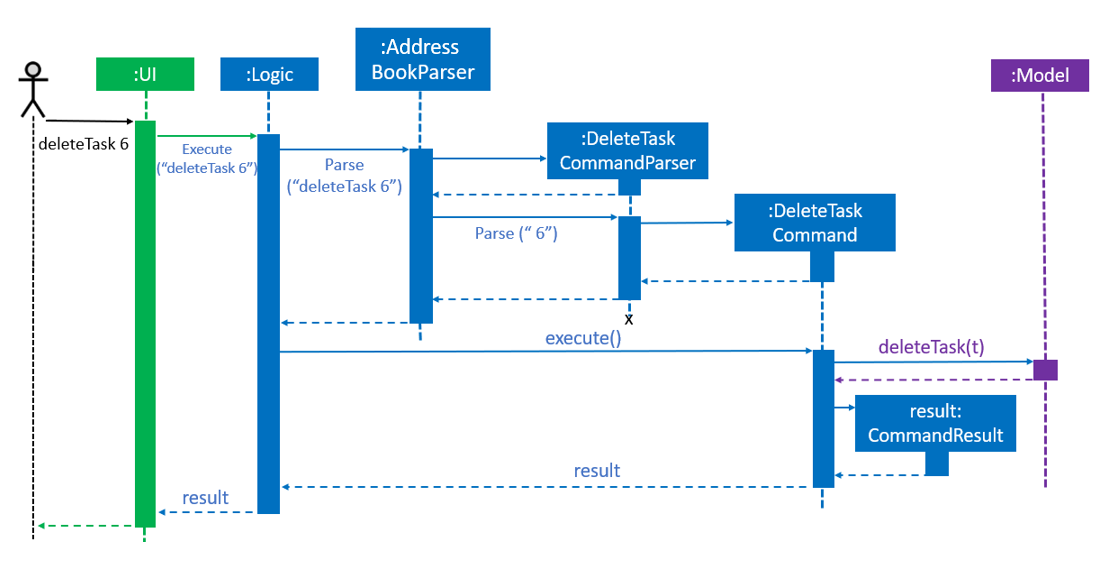 :Address
BookParser
:UI
:Logic
:Model
:DeleteTask
CommandParser
deleteTask 6
Execute
(“deleteTask 6”)
Parse
(“deleteTask 6”)
:DeleteTask
Command
Parse (“ 6”)
x
execute()
deleteTask(t)
result:
CommandResult
result
result